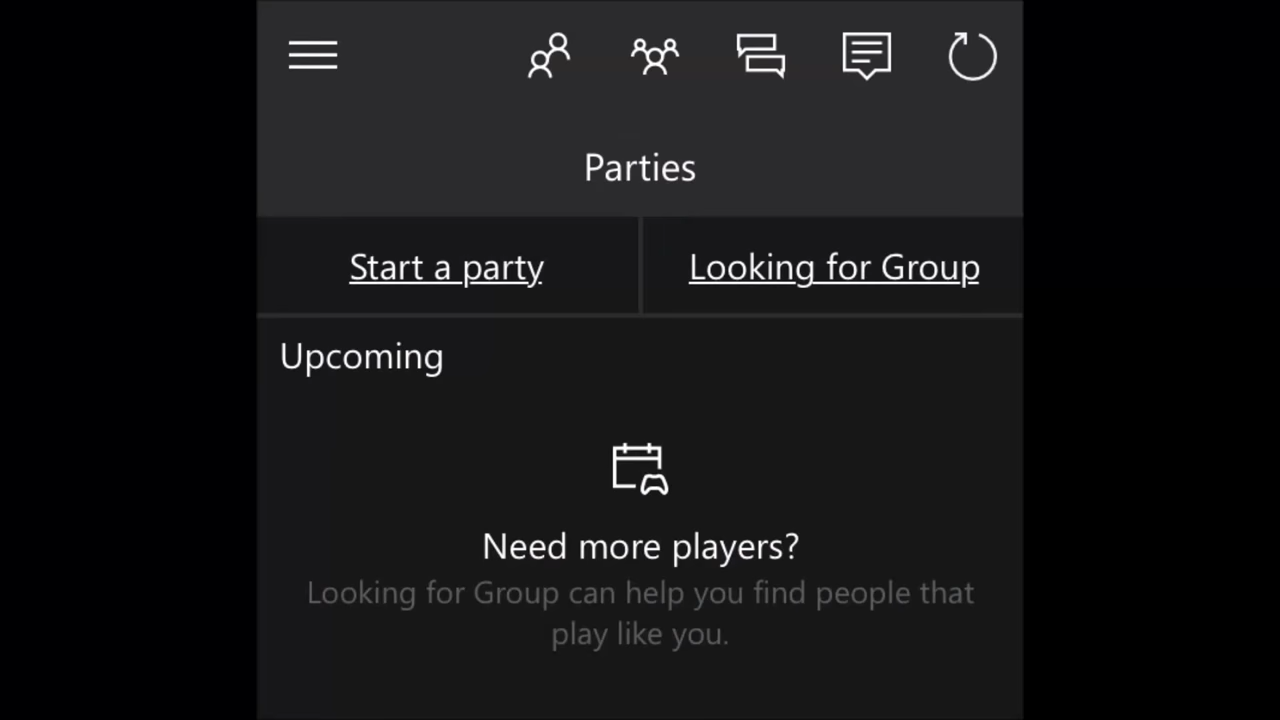 Parties
Start a party
Looking for Group
Upcoming
Need more players?
Looking for Group can help you find people that
play like you.